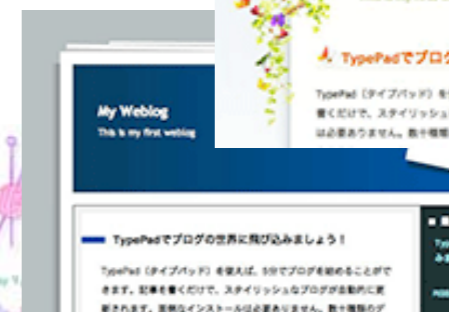 TypePadでブログ
TypePad（タイプパッド）を
書くだけで、スタイリッシュ
は必要ありません。数十種類
My Weblog
This is my first weblog
TypePadでブログの世界に飛び込みましょう！
TypePad（タイプパッド）を使えば、5分でブログを始めることがで
きます。記事を書くだけで、スタイリッシュなブログが自動的に更
新されます。面倒なインストールは必要ありません。数十種類のデ